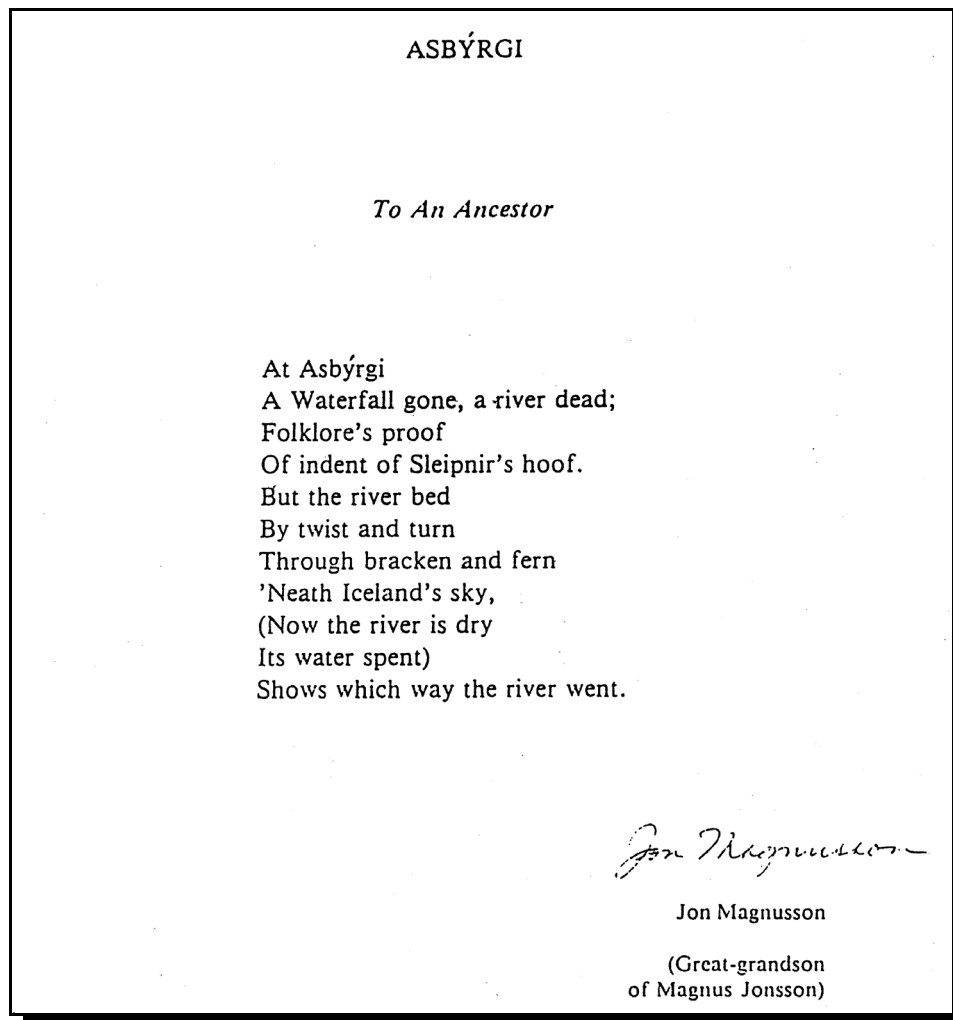 ASBÝRGI
To An Ancestor
At Asbýrgi
A Waterfall gone, a river dead;
Folklore's proof
Of indent of Sleipnir's hoof.
But the river bed
By twist and turn
Through bracken and fern
'Neath Iceland's sky,
(Now the river is dry
Its water spent)
Shows which way the river went.
Jon Magnusson
Jon Magnusson
(Great-grandson
of Magnus Jonsson)